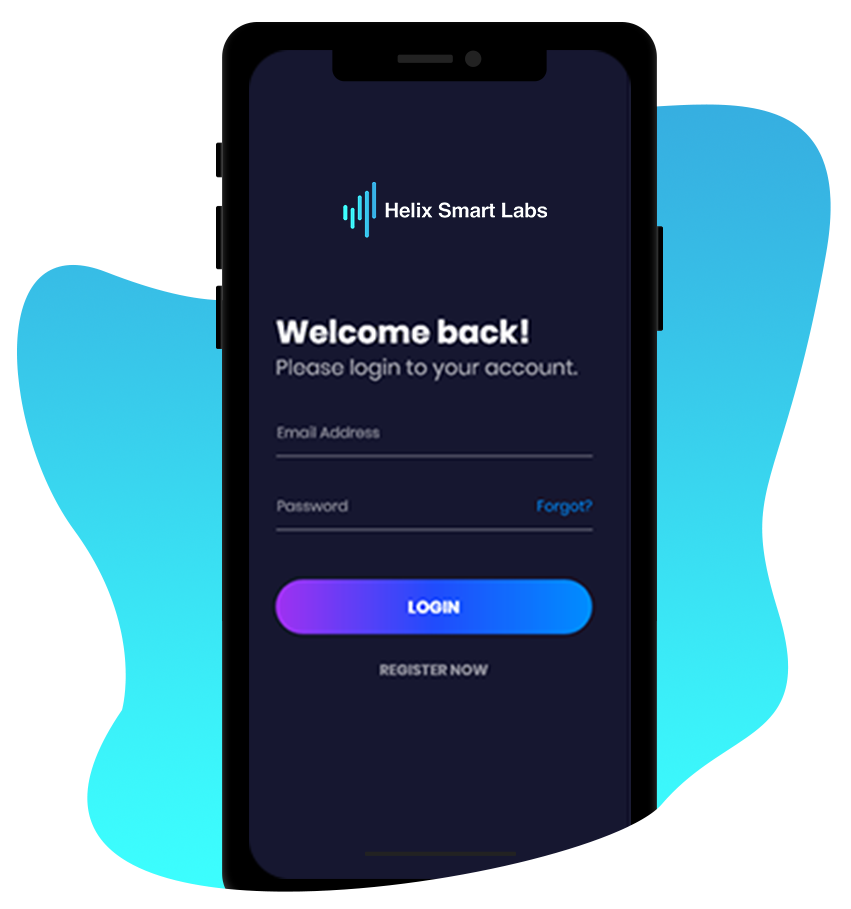 Helix Smart Labs
Welcome back!
Please login to your account.
Email Address
Password Forgot?
LOGIN
REGISTER NOW